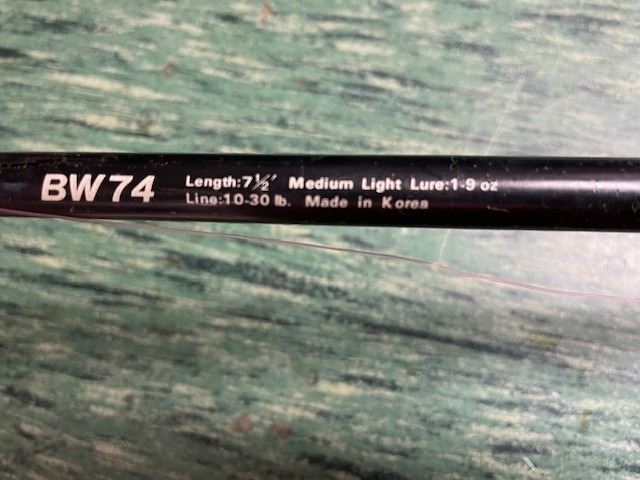 BW74 Length:7½' Medium Light Lure:1-9 oz
Line:10-30 lb. Made in Korea